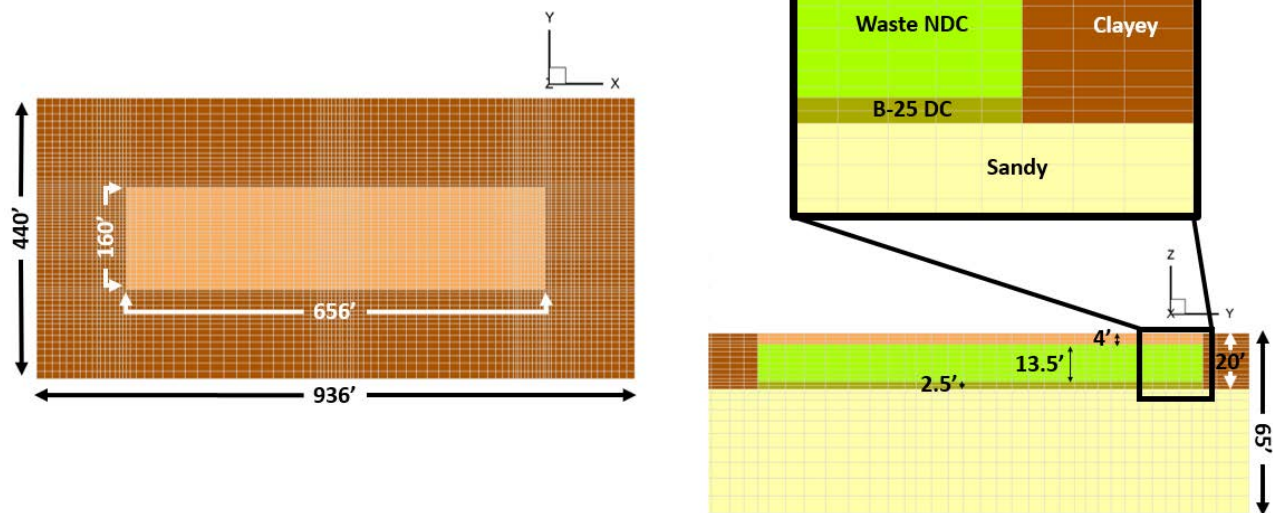 Y
Z
X
440'
160'
656'
936'
Waste NDC
Clayey
B-25 DC
Sandy
Z
X
Y
4'
13.5'
20'
2.5'
65'